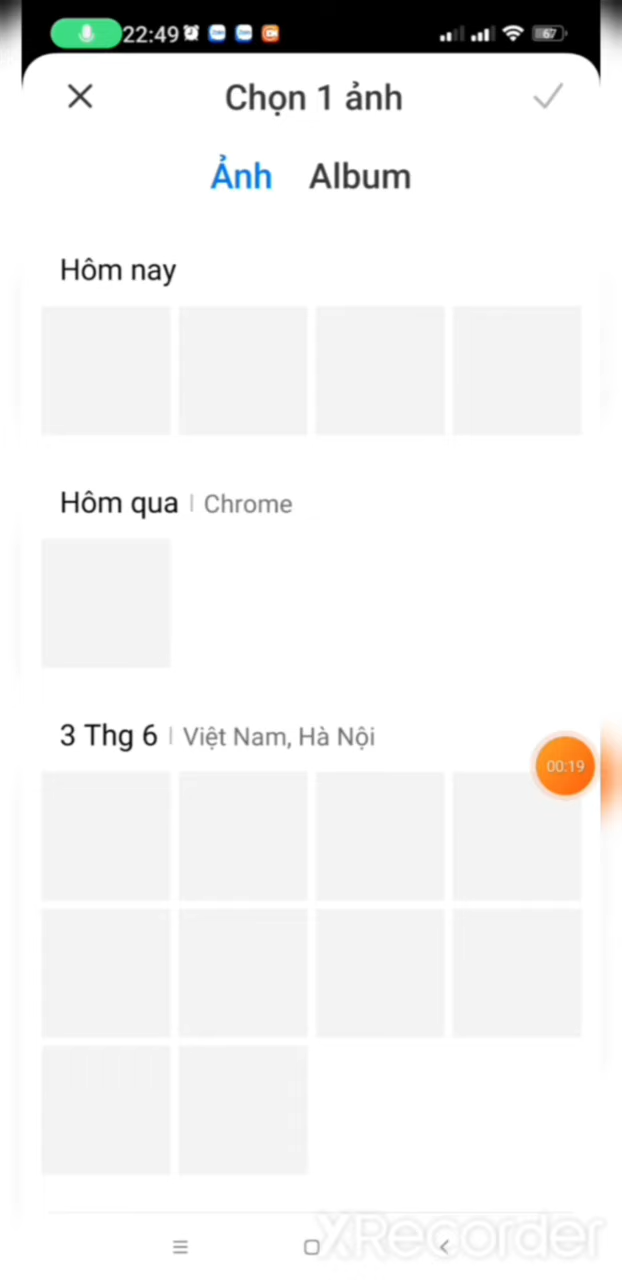 22:49
67
Chọn 1 ảnh
Ảnh Album
Hôm nay
Hôm qua | Chrome
3 Thg 6 | Việt Nam, Hà Nội
00:19
XRecorder